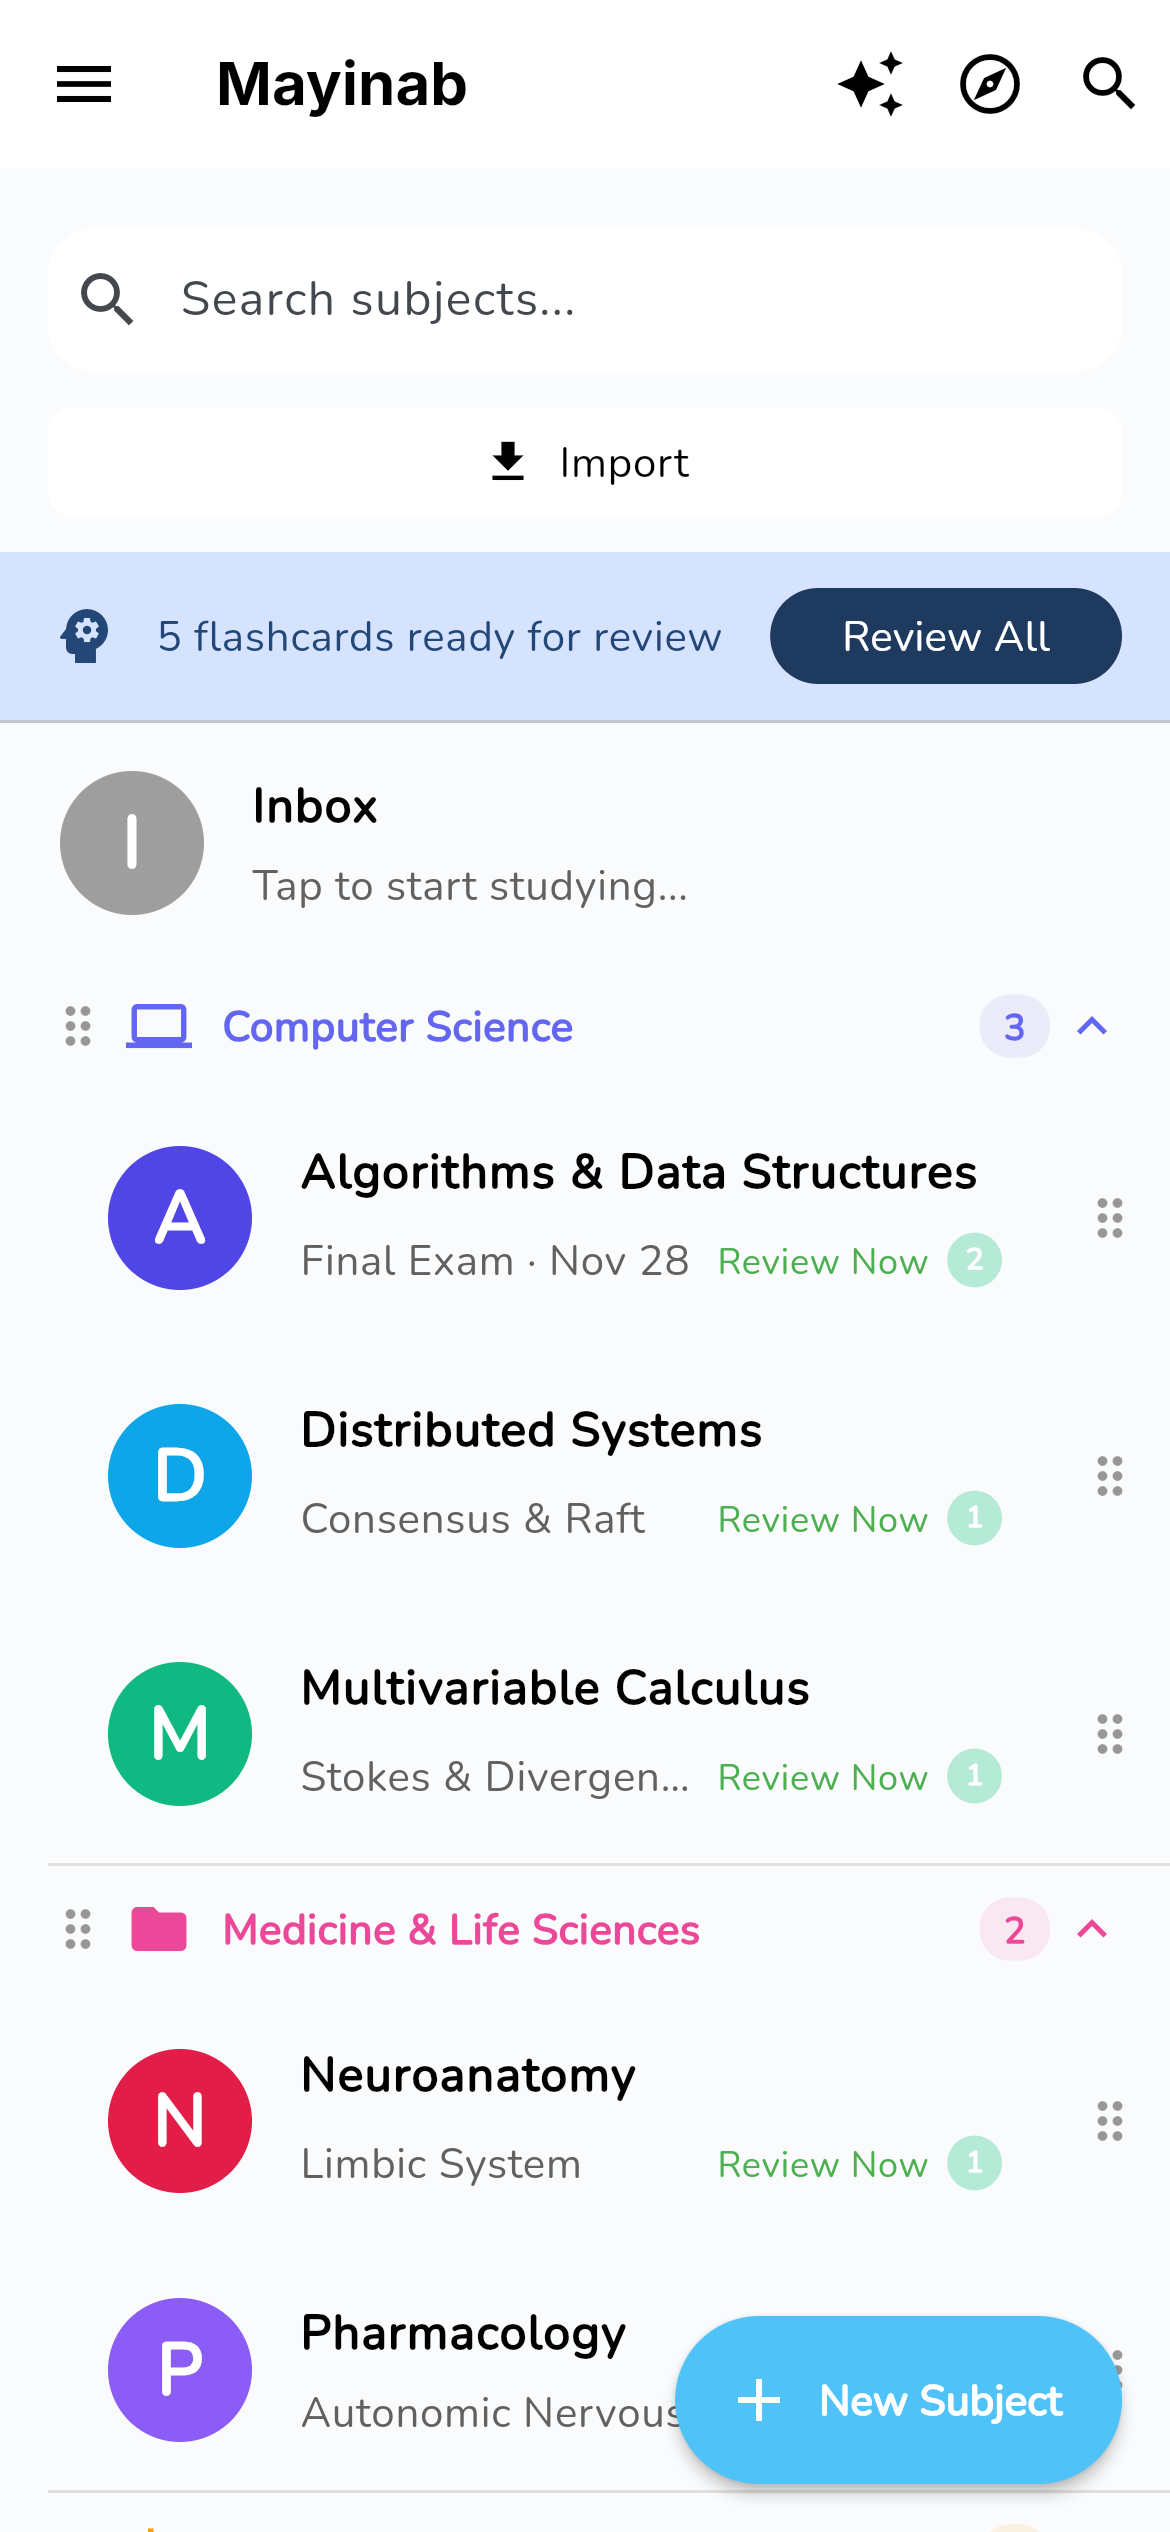 Mayinab
Search subjects...
Import
5 flashcards ready for review
Review All
I
Inbox
Tap to start studying...
Computer Science
3
A
Algorithms & Data Structures
Final Exam · Nov 28
Review Now
2
D
Distributed Systems
Consensus & Raft
Review Now
1
M
Multivariable Calculus
Stokes & Divergen...
Review Now
1
Medicine & Life Sciences
2
N
Neuroanatomy
Limbic System
Review Now
1
P
Pharmacology
Autonomic Nervous
New Subject